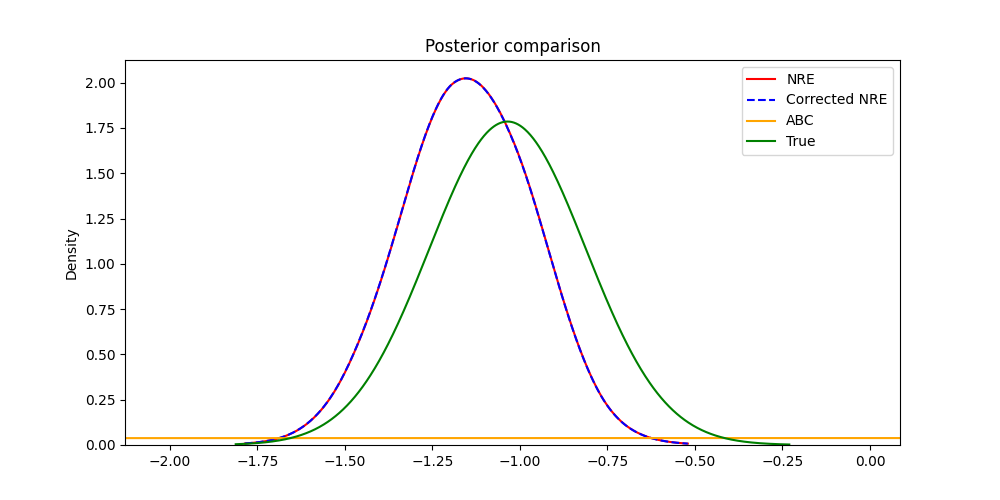 Posterior comparison
NRE
Corrected NRE
ABC
True
Density
2.00
1.75
1.50
1.25
1.00
0.75
0.50
0.25
0.00
−2.00 −1.75 −1.50 −1.25 −1.00 −0.75 −0.50 −0.25 0.00